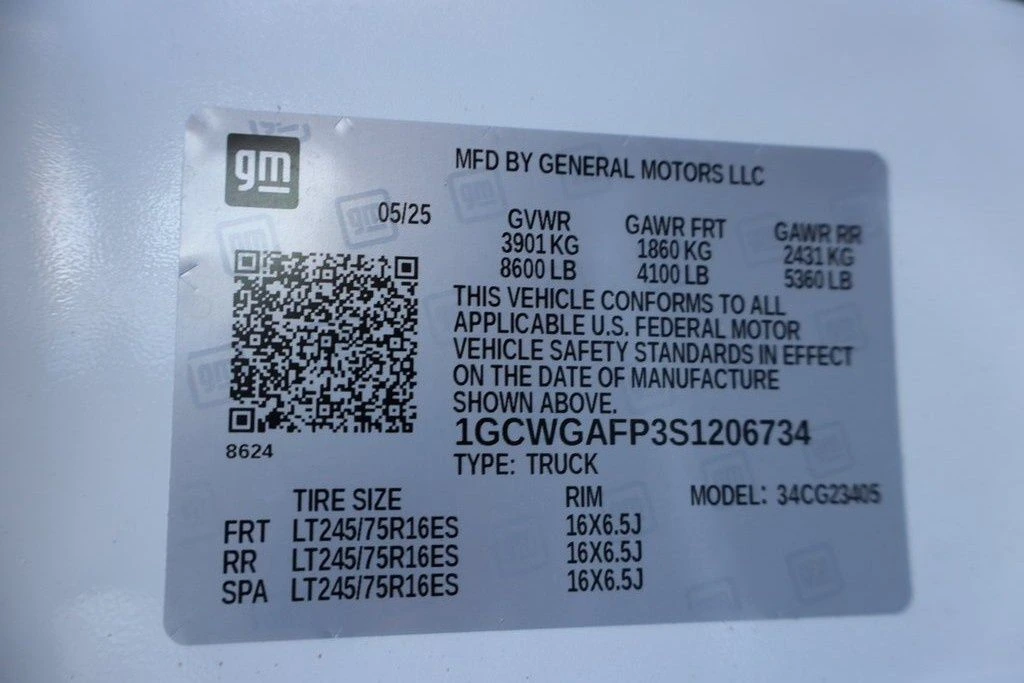 gm
MFD BY GENERAL MOTORS LLC
05/25
GVWR GAWR FRT GAWR RR
3901 KG 1860 KG 2431 KG
8600 LB 4100 LB 5360 LB
THIS VEHICLE CONFORMS TO ALL
APPLICABLE U.S. FEDERAL MOTOR
VEHICLE SAFETY STANDARDS IN EFFECT
ON THE DATE OF MANUFACTURE
SHOWN ABOVE.
1GCWGAFP3S1206734
8624
TYPE: TRUCK
TIRE SIZE RIM MODEL: 34CG23405
FRT LT245/75R16ES 16X6.5J
RR LT245/75R16ES 16X6.5J
SPA LT245/75R16ES 16X6.5J